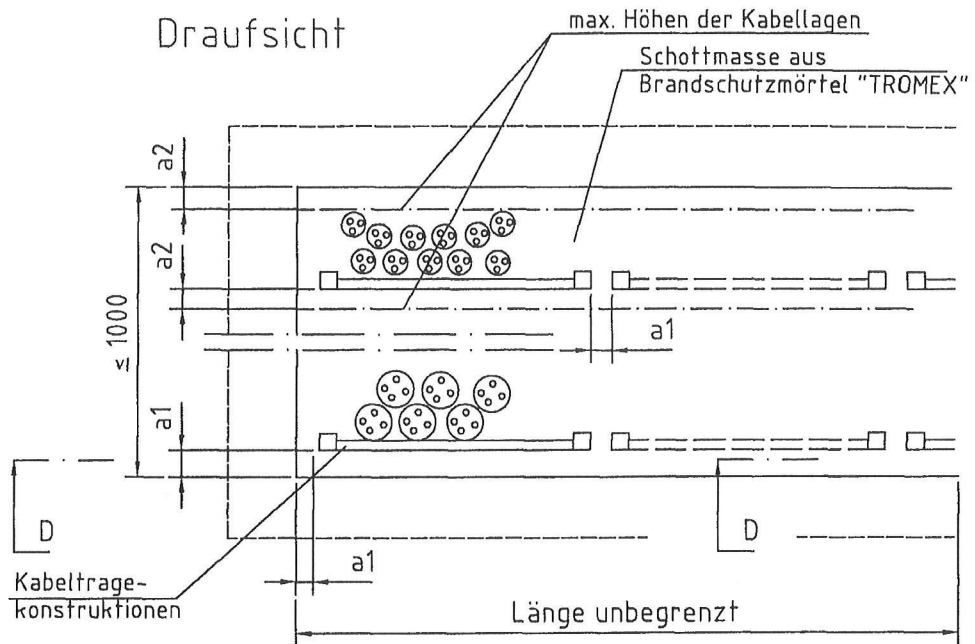 Draufsicht
max. Höhen der Kabellagen
Schottmasse aus
Brandschutzmörtel "TROMEX"
a2
a2
≤ 1000
a1
a1
D
D
a1
Kabeltrage-
konstruktionen
Länge unbegrenzt